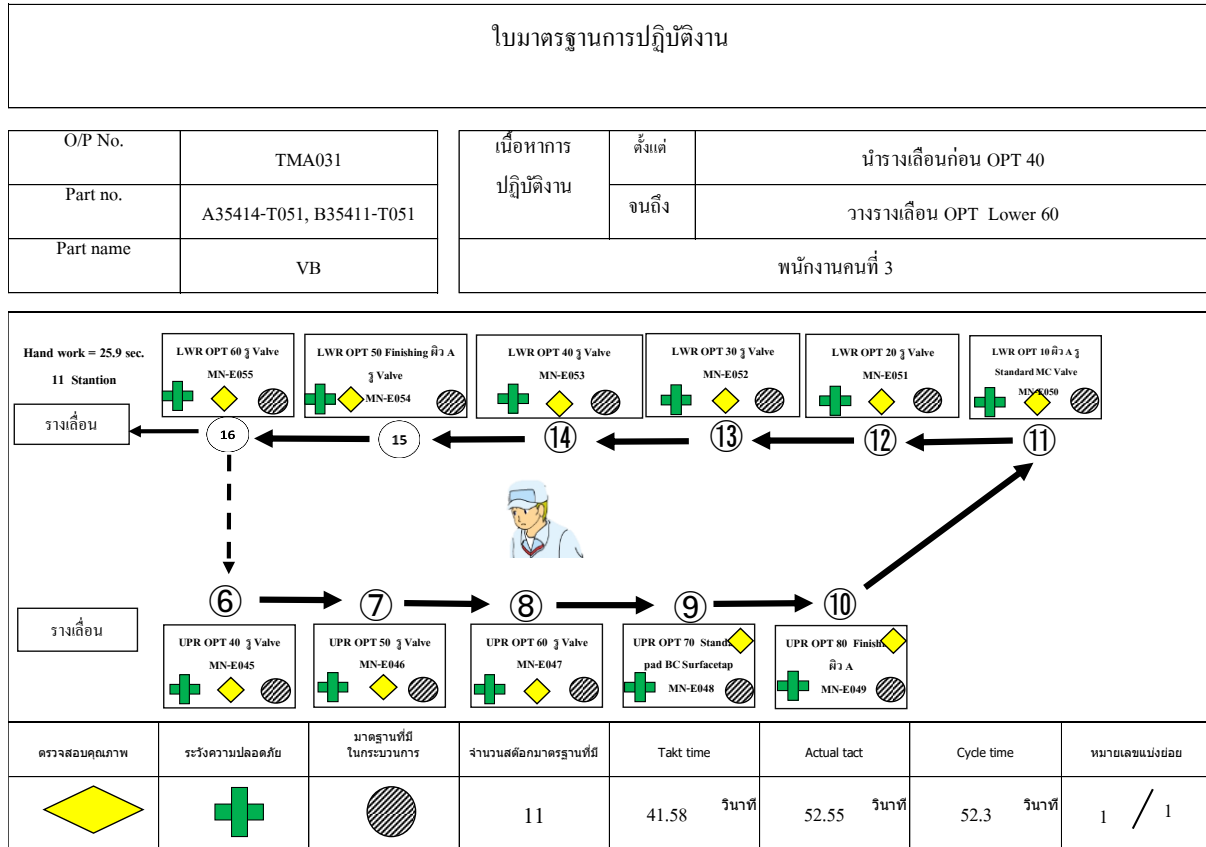 ใบมาตรฐานการปฏิบัติงาน
O/P No.
TMA031
Part no.
A35414-T051, B35411-T051
Part name
VB
เนื้อหาการ
ปฏิบัติงาน
ตั้งแต่
นำรางเลือนก่อน OPT 40
จนถึง
วางรางเลือน OPT Lower 60
พนักงานคนที่ 3
Hand work = 25.9 sec.
11 Stantion
รางเลื่อน
LWR OPT 60 รู Valve
MN-E055
LWR OPT 50 Finishing ผิว A
รู Valve
MN-E054
LWR OPT 40 รู Valve
MN-E053
LWR OPT 30 รู Valve
MN-E052
LWR OPT 20 รู Valve
MN-E051
LWR OPT 10 ผิว A รู
Standard MC Valve
MN-E050
16
15
⑭
⑬
⑫
⑪
⑥
⑦
⑧
⑨
⑩
รางเลื่อน
UPR OPT 40 รู Valve
MN-E045
UPR OPT 50 รู Valve
MN-E046
UPR OPT 60 รู Valve
MN-E047
UPR OPT 70
pad BC Surfacetap
MN-E048
UPR OPT 80
ผิว A
MN-E049
ตรวจสอบคุณภาพ
ระวังความปลอดภัย
มาตฐานที่มี
ในกระบวนการ
จำนวนสต๊อกมาตรฐานที่มี
Takt time
Actual tact
Cycle time
หมายเลขแบ่งย่อย
11
41.58 วินาที
52.55 วินาที
52.3 วินาที
1 / 1